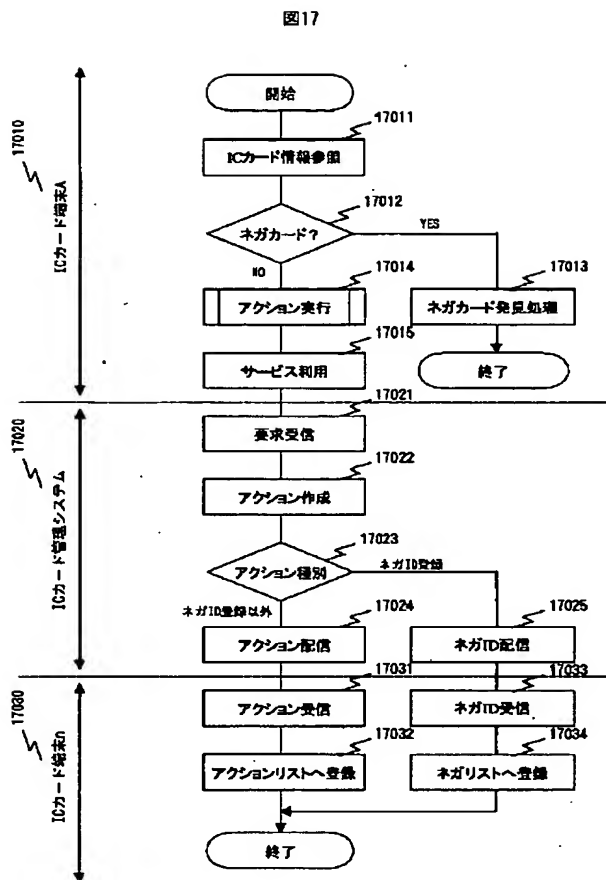 図17
17010
ICカード端末A
開始
17011
ICカード情報参照
17012
ネガカード?
YES
NO
17014
アクション実行
17013
ネガカード発見処理
17015
サービス利用
終了
17020
ICカード管理システム
17021
要求受信
17022
アクション作成
17023
アクション種別
ネガID登録
ネガID登録以外
17024
アクション配信
17025
ネガID配信
17030
ICカード端末n
17031
アクション受信
17033
ネガID受信
17032
アクションリストへ登録
17034
ネガリストへ登録
終了